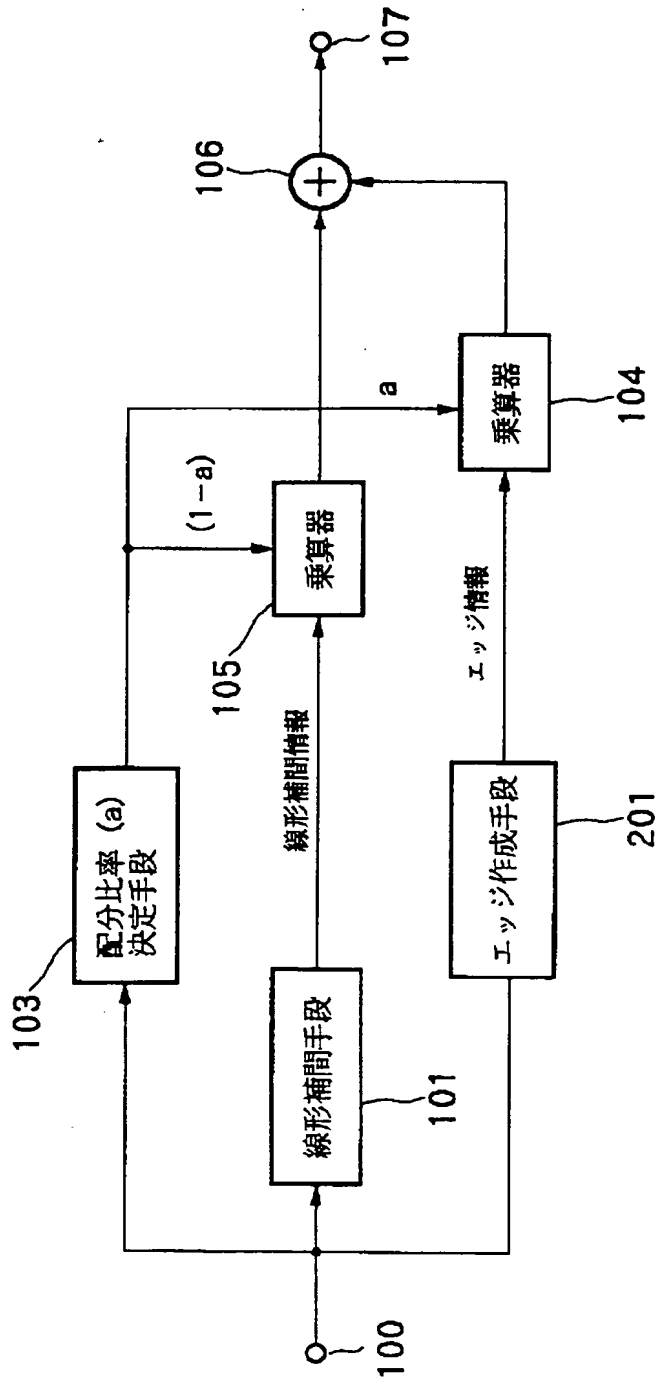 103
配分比率 (a)
決定手段
(1-a)
a
106
107
105
乗算器
100
線形補間手段
101
線形補間情報
乗算器
104
エッジ作成手段
201
エッジ情報